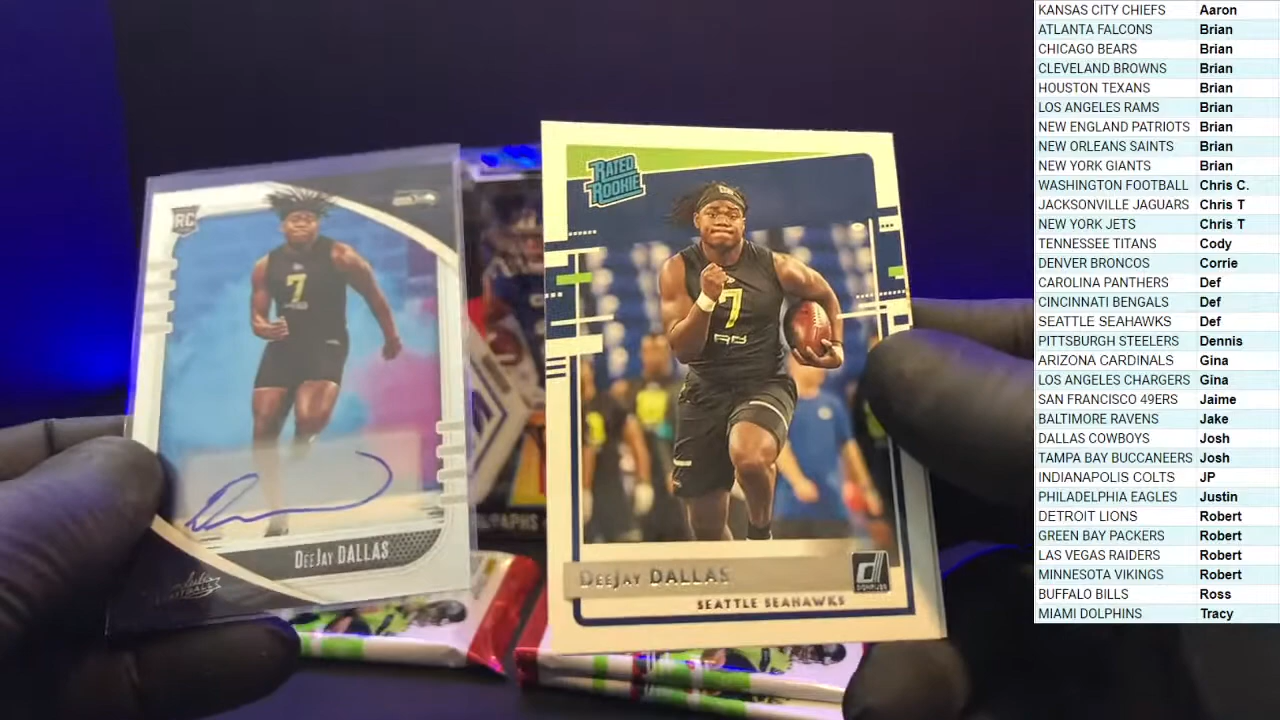 RC
7
DEEJAY DALLAS
RATED
ROOKIE
7
RB
DEEJAY DALLAS
SEATTLE SEAHAWKS
DONRUSS
KANSAS CITY CHIEFS Aaron
ATLANTA FALCONS Brian
CHICAGO BEARS Brian
CLEVELAND BROWNS Brian
HOUSTON TEXANS Brian
LOS ANGELES RAMS Brian
NEW ENGLAND PATRIOTS Brian
NEW ORLEANS SAINTS Brian
NEW YORK GIANTS Brian
WASHINGTON FOOTBALL Chris C.
JACKSONVILLE JAGUARS Chris T
NEW YORK JETS Chris T
TENNESSEE TITANS Cody
DENVER BRONCOS Corrie
CAROLINA PANTHERS Def
CINCINNATI BENGALS Def
SEATTLE SEAHAWKS Def
PITTSBURGH STEELERS Dennis
ARIZONA CARDINALS Gina
LOS ANGELES CHARGERS Gina
SAN FRANCISCO 49ERS Jaime
BALTIMORE RAVENS Jake
DALLAS COWBOYS Josh
TAMPA BAY BUCCANEERS Josh
INDIANAPOLIS COLTS JP
PHILADELPHIA EAGLES Justin
DETROIT LIONS Robert
GREEN BAY PACKERS Robert
LAS VEGAS RAIDERS Robert
MINNESOTA VIKINGS Robert
BUFFALO BILLS Ross
MIAMI DOLPHINS Tracy